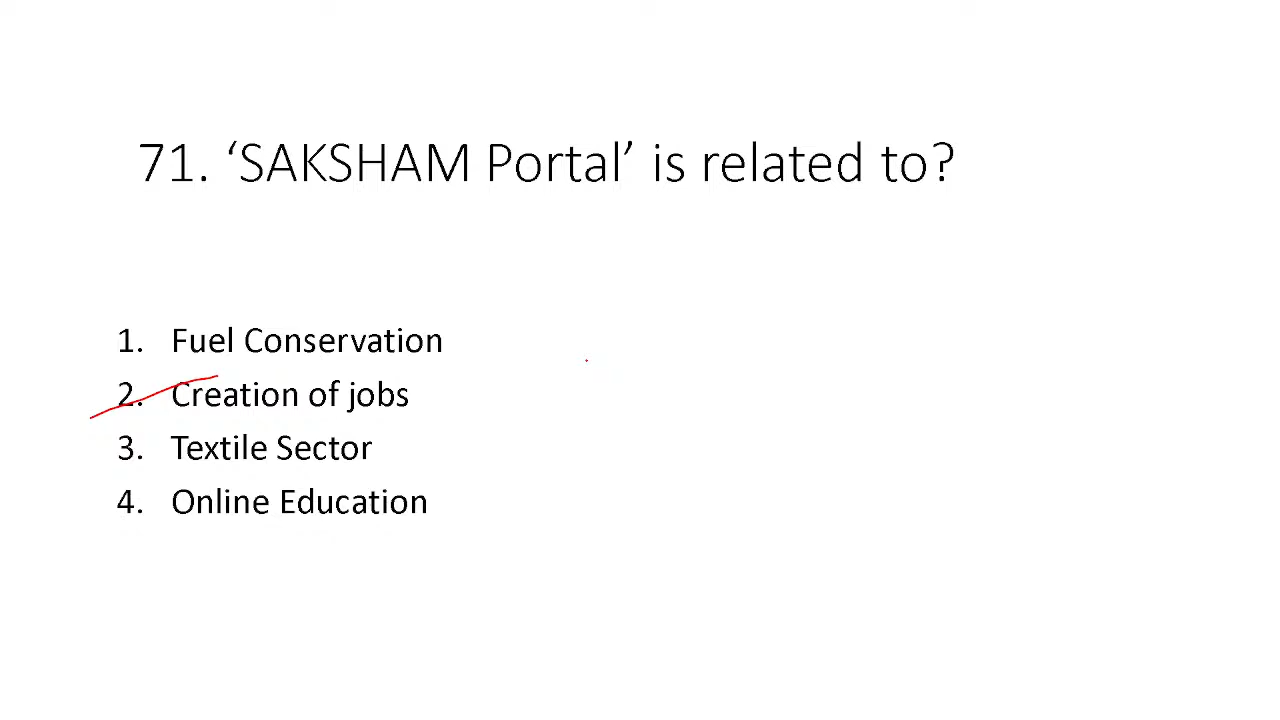 71. ‘SAKSHAM Portal’ is related to?
1. Fuel Conservation
2. Creation of jobs
3. Textile Sector
4. Online Education